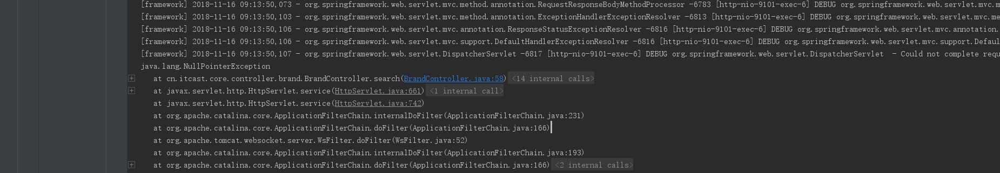 [framework] 2018-11-16 09:13:50,073 - org.springframework.web.servlet.mvc.method.annotation.RequestResponseBodyMethodProcessor -6783 [http-nio-9101-exec-6] DEBUG org.springframework.web.servlet.mvc.m
[framework] 2018-11-16 09:13:50,103 - org.springframework.web.servlet.mvc.method.annotation.ExceptionHandlerExceptionResolver -6813 [http-nio-9101-exec-6] DEBUG org.springframework.web.servlet.mvc.me
[framework] 2018-11-16 09:13:50,106 - org.springframework.web.servlet.mvc.annotation.ResponseStatusExceptionResolver -6816 [http-nio-9101-exec-6] DEBUG org.springframework.web.servlet.mvc.annotation.
[framework] 2018-11-16 09:13:50,106 - org.springframework.web.servlet.mvc.support.DefaultHandlerExceptionResolver -6816 [http-nio-9101-exec-6] DEBUG org.springframework.web.servlet.mvc.support.Defaul
[framework] 2018-11-16 09:13:50,107 - org.springframework.web.servlet.DispatcherServlet -6817 [http-nio-9101-exec-6] DEBUG org.springframework.web.servlet.DispatcherServlet - Could not complete requ
java.lang.NullPointerException
at cn.itcast.core.controller.brand.BrandController.search(BrandController.java:58) <14 internal calls>
at javax.servlet.http.HttpServlet.service(HttpServlet.java:661) <1 internal call>
at javax.servlet.http.HttpServlet.service(HttpServlet.java:742)
at org.apache.catalina.core.ApplicationFilterChain.internalDoFilter(ApplicationFilterChain.java:231)
at org.apache.catalina.core.ApplicationFilterChain.doFilter(ApplicationFilterChain.java:166)
at org.apache.tomcat.websocket.server.WsFilter.doFilter(WsFilter.java:52)
at org.apache.catalina.core.ApplicationFilterChain.internalDoFilter(ApplicationFilterChain.java:193)
at org.apache.catalina.core.ApplicationFilterChain.doFilter(ApplicationFilterChain.java:166) <2 internal calls>